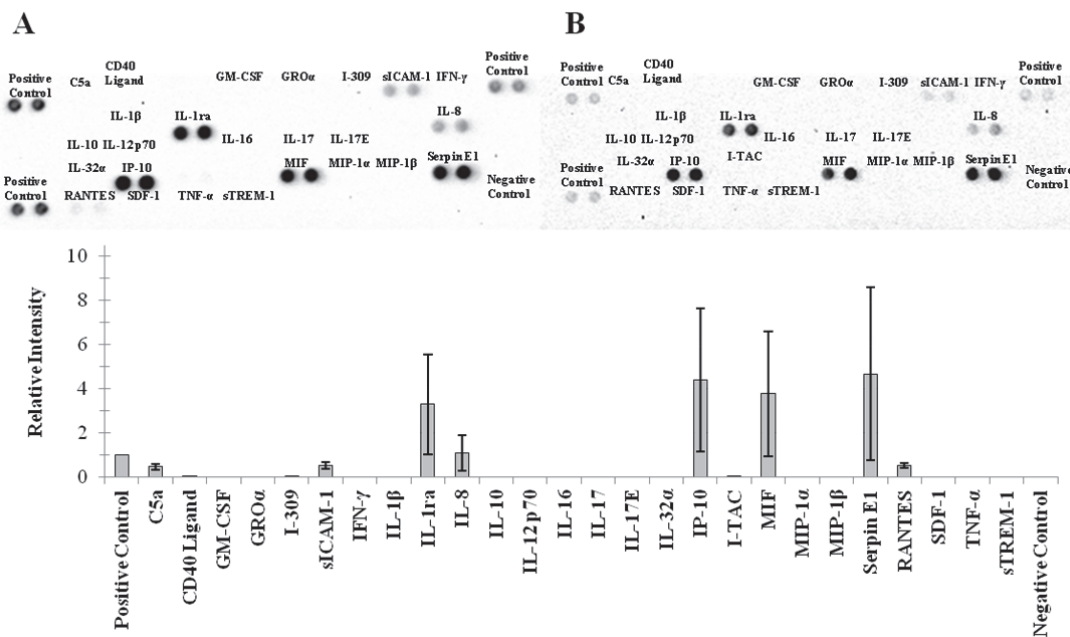 A
Positive
Control
C5a
CD40
Ligand
GM-CSF
GROα
I-309
sICAM-1
IFN-γ
Positive
Control
IL-1β
IL-1ra
IL-8
IL-10
IL-12p70
IL-16
IL-17
IL-17E
IL-32α
IP-10
MIF
MIP-1α
MIP-1β
Serpin E1
Positive
Control
RANTES
SDF-1
TNF-α
sTREM-1
Negative
Control
B
Positive
Control
C5a
CD40
Ligand
GM-CSF
GROα
I-309
sICAM-1
IFN-γ
Positive
Control
IL-1β
IL-1ra
IL-8
IL-10
IL-12p70
IL-16
IL-17
IL-17E
IL-32α
IP-10
I-TAC
MIF
MIP-1α
MIP-1β
Serpin E1
Positive
Control
RANTES
SDF-1
TNF-α
sTREM-1
Negative
Control
Relative Intensity
10
8
6
4
2
0
Positive Control
C5a
CD40 Ligand
GM-CSF
GROα
I-309
sICAM-1
IFN-γ
IL-1β
IL-1ra
IL-8
IL-10
IL-12p70
IL-16
IL-17
IL-17E
IL-32α
IP-10
I-TAC
MIF
MIP-1α
MIP-1β
Serpin E1
RANTES
SDF-1
TNF-α
sTREM-1
Negative Control